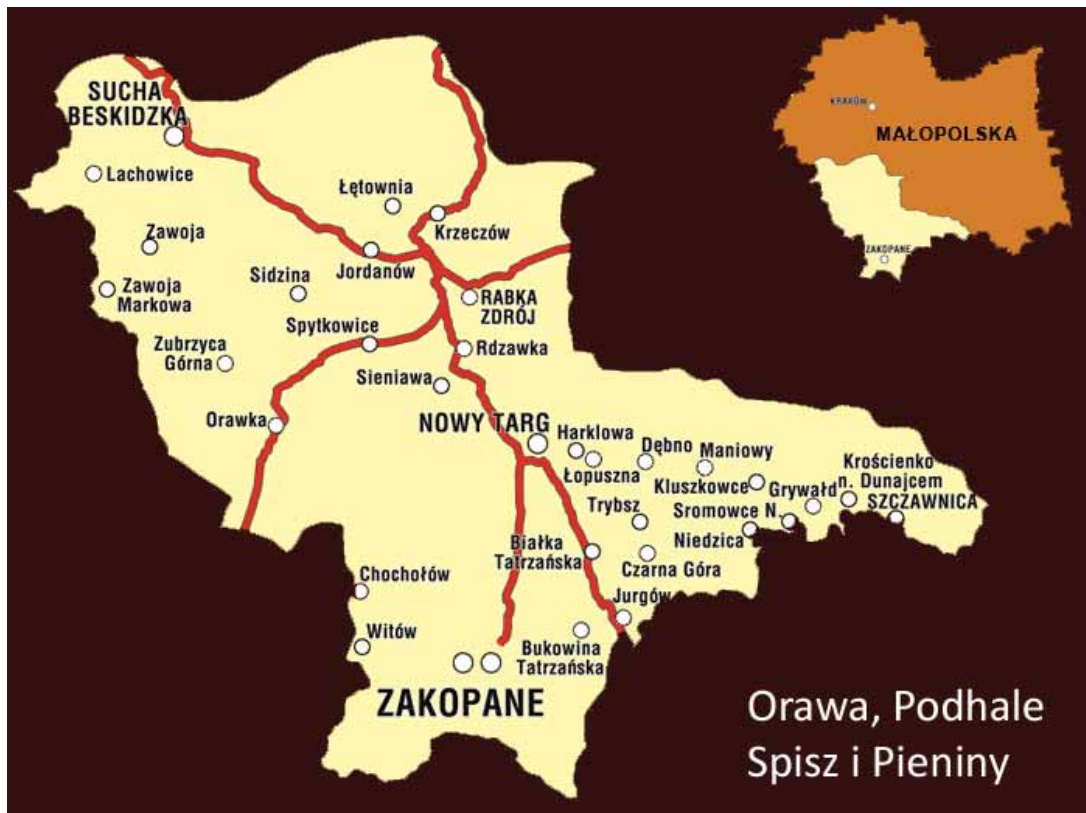 SUCHA
BESKIDZKA
Lachowice
Łętownia
Krzeczów
Zawoja
Jordanów
Zawoja
Markowa
Sidzina
RABKA
ZDRÓJ
Spytkowice
Zubrzyca
Górna
Rdzawka
Sieniawa
Orawka
NOWY TARG
Harklowa
Łopuszna
Dębno
Maniowy
Kluszkowce
Grywałd
Krościenko
n. Dunajcem
SZCZAWNICA
Trybsz
Sromowce N.
Niedzica
Białka
Tatrzańska
Czarna Góra
Chochołów
Jurgów
Witów
Bukowina
Tatrzańska
ZAKOPANE
KRAKÓW
MAŁOPOLSKA
ZAKOPANE
Orawa, Podhale
Spisz i Pieniny